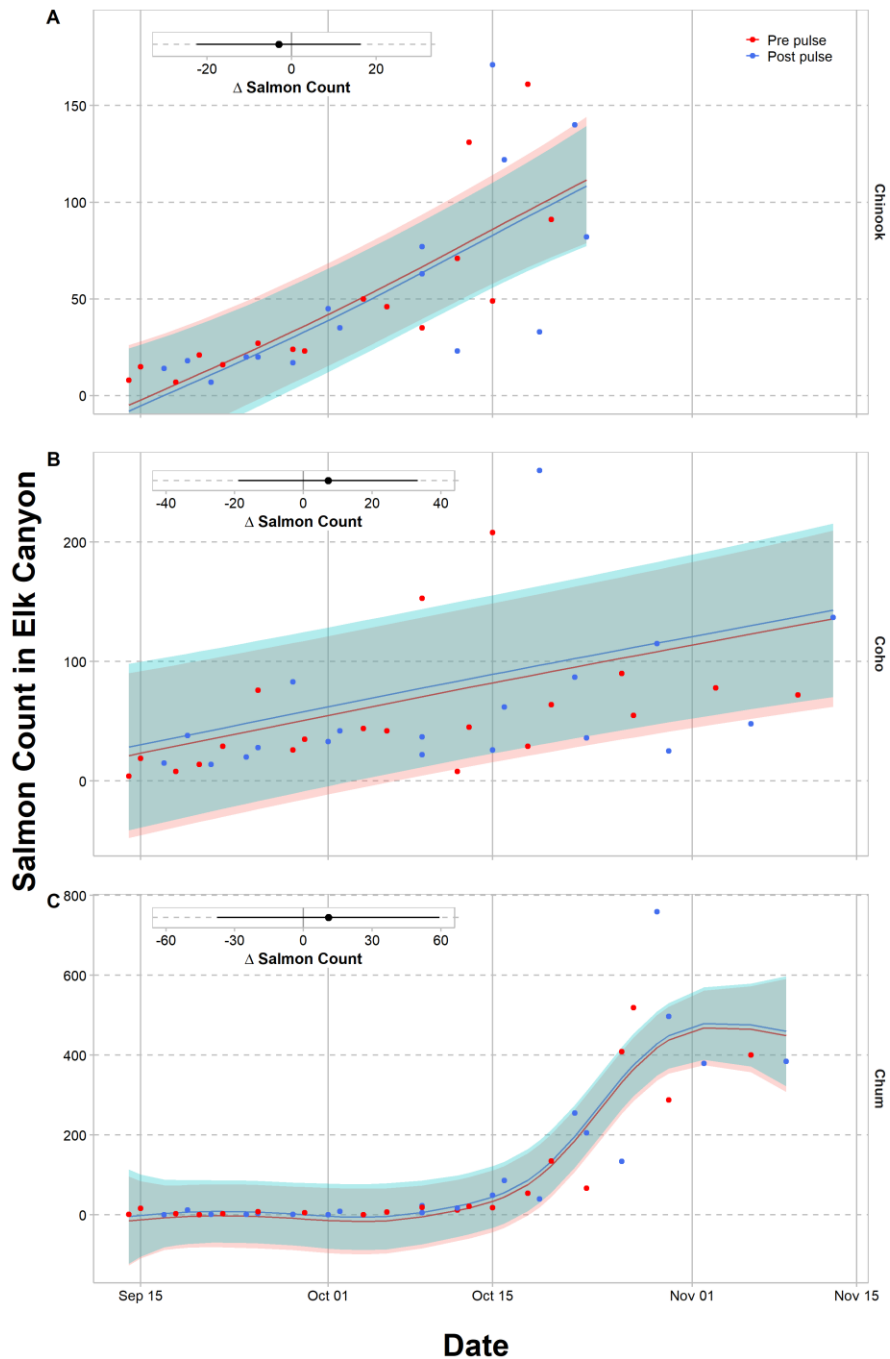 A
-20 0 20
Δ Salmon Count
Pre pulse
Post pulse
150
100
50
0
Chinook
B
-40 -20 0 20 40
Δ Salmon Count
200
100
0
Coho
C
-60 -30 0 30 60
Δ Salmon Count
800
600
400
200
0
Chum
Salmon Count in Elk Canyon
Sep 15 Oct 01 Oct 15 Nov 01 Nov 15
Date